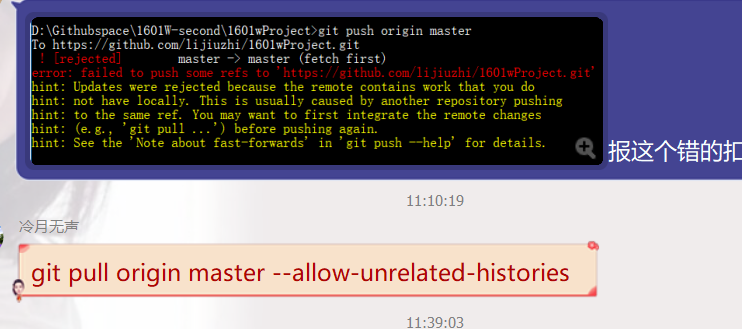 D:\Githubspace\1601W-second\1601wProject>git push origin master
To https://github.com/lijiuzhi/1601wProject.git
! [rejected] master -> master (fetch first)
error: failed to push some refs to 'https://github.com/lijiuzhi/1601wProject.git'
hint: Updates were rejected because the remote contains work that you do
hint: not have locally. This is usually caused by another repository pushing
hint: to the same ref. You may want to first integrate the remote changes
hint: (e.g., 'git pull ...') before pushing again.
hint: See the 'Note about fast-forwards' in 'git push --help' for details.
报这个错的扣
11:10:19
冷月无声
git pull origin master --allow-unrelated-histories
11:39:03